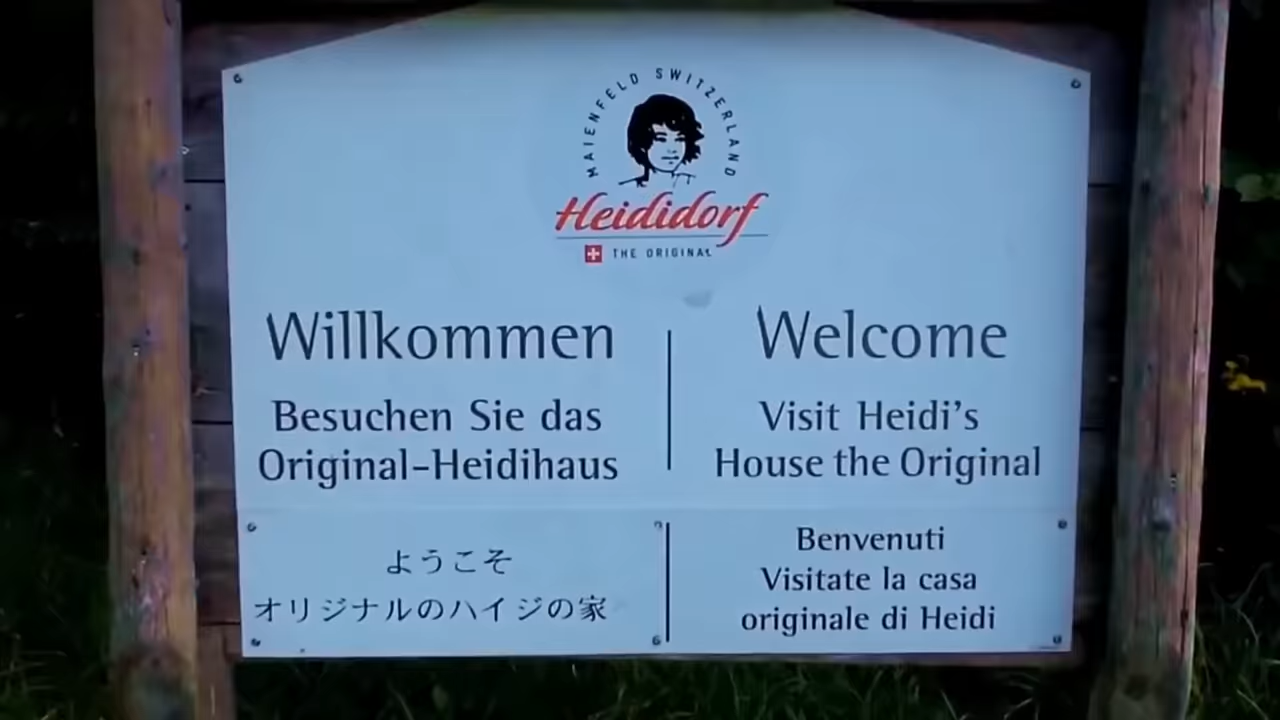 MAIENFELD SWITZERLAND
Heididorf
THE ORIGINAL
Willkommen
Besuchen Sie das
Original-Heidihaus
Welcome
Visit Heidi's
House the Original
ようこそ
オリジナルのハイジの家
Benvenuti
Visitate la casa
originale di Heidi